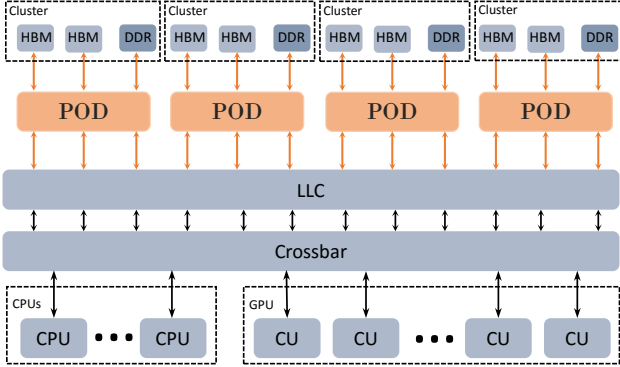 Cluster Cluster Cluster Cluster
HBM HBM DDR HBM HBM DDR HBM HBM DDR HBM HBM DDR
POD POD POD POD
LLC
Crossbar
CPUs GPU
CPU CPU CU CU CU CU